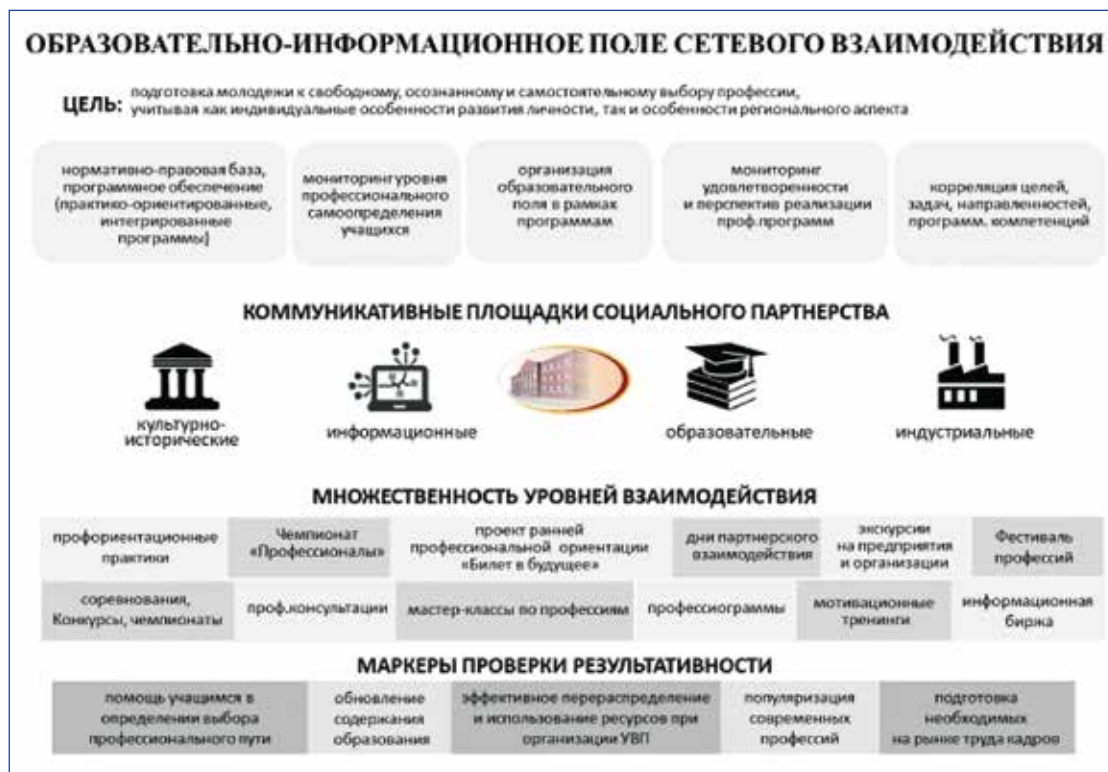 ОБРАЗОВАТЕЛЬНО-ИНФОРМАЦИОННОЕ ПОЛЕ СЕТЕВОГО ВЗАИМОДЕЙСТВИЯ
ЦЕЛЬ: подготовка молодежи к свободному, осознанному и самостоятельному выбору профессии,
учитывая как индивидуальные особенности развития личности, так и особенности регионального аспекта
нормативно-правовая база,
программное обеспечение
(практико-ориентированные,
интегрированные
программы)
мониторинг уровня
профессионального
самоопределения
учащихся
организация
образовательного
поля в рамках
программам
мониторинг
удовлетворенности
и перспектив реализации
проф.программ
корреляция целей,
задач, направленностей,
программ. компетенций
КОММУНИКАТИВНЫЕ ПЛОЩАДКИ СОЦИАЛЬНОГО ПАРТНЕРСТВА
культурно-
исторические
информационные
образовательные
индустриальные
МНОЖЕСТВЕННОСТЬ УРОВНЕЙ ВЗАИМОДЕЙСТВИЯ
профориентационные
практики
Чемпионат
«Профессионалы»
проект ранней
профессиональной ориентации
«Билет в будущее»
дни партнерского
взаимодействия
экскурсии
на предприятия
и организации
Фестиваль
профессий
соревнования,
Конкурсы, чемпионаты
проф.консультации
мастер-классы по профессиям
профессиограммы
мотивационные
тренинги
информационная
биржа
МАРКЕРЫ ПРОВЕРКИ РЕЗУЛЬТАТИВНОСТИ
помощь учащимся в
определении выбора
профессионального пути
обновление
содержания
образования
эффективное перераспределение
и использование ресурсов при
организации УВП
популяризация
современных
профессий
подготовка
необходимых
на рынке труда кадров